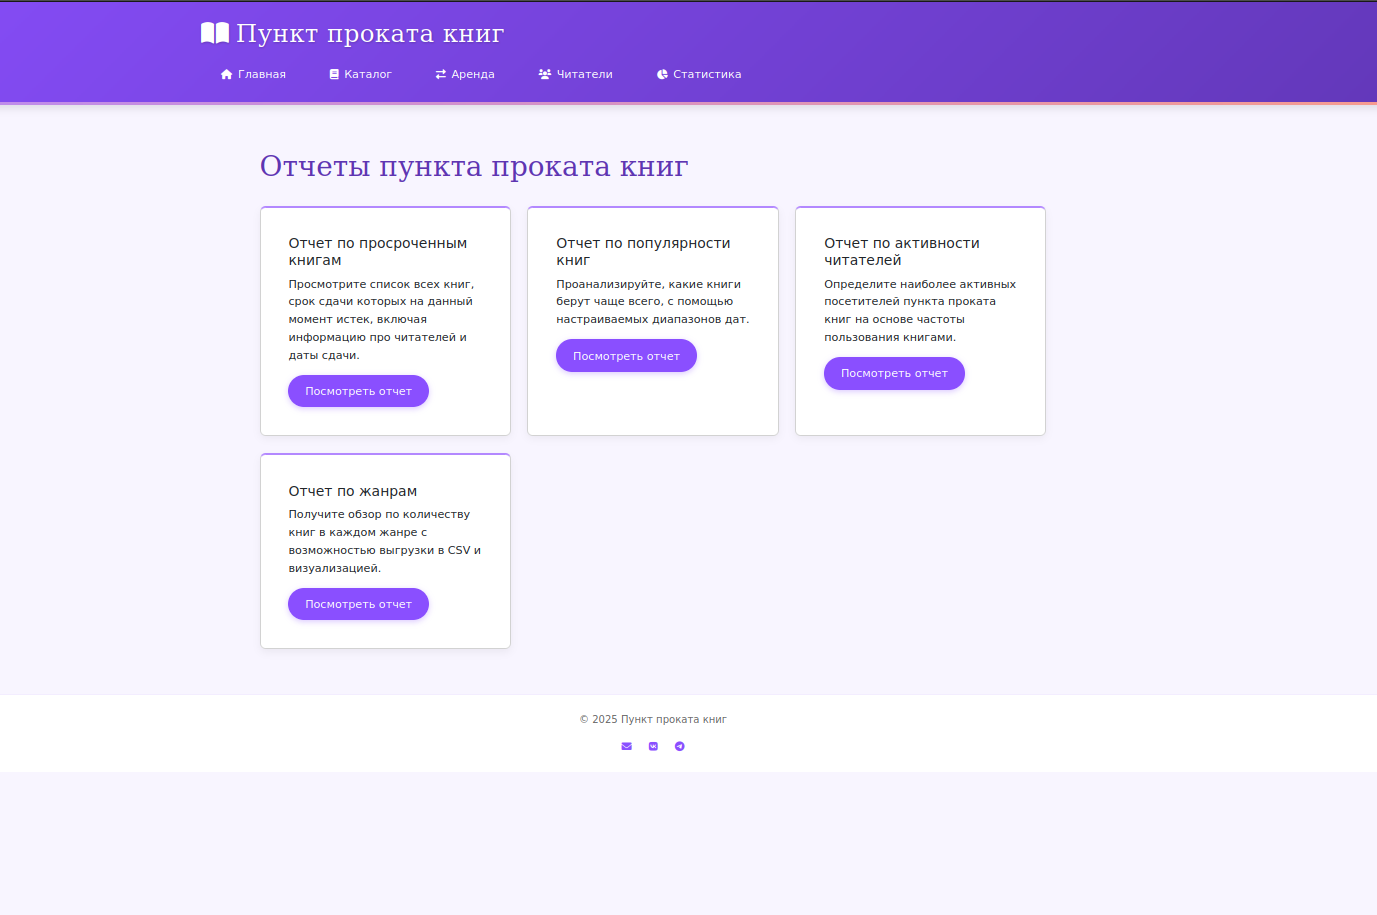 Пункт проката книг
Главная
Каталог
Аренда
Читатели
Статистика
Отчеты пункта проката книг
Отчет по просроченным
книгам
Просмотрите список всех книг,
срок сдачи которых на данный
момент истек, включая
информацию про читателей и
даты сдачи.
Посмотреть отчет
Отчет по популярности
книг
Проанализируйте, какие книги
берут чаще всего, с помощью
настраиваемых диапазонов дат.
Посмотреть отчет
Отчет по активности
читателей
Определите наиболее активных
посетителей пункта проката
книг на основе частоты
пользования книгами.
Посмотреть отчет
Отчет по жанрам
Получите обзор по количеству
книг в каждом жанре с
возможностью выгрузки в CSV и
визуализацией.
Посмотреть отчет
© 2025 Пункт проката книг